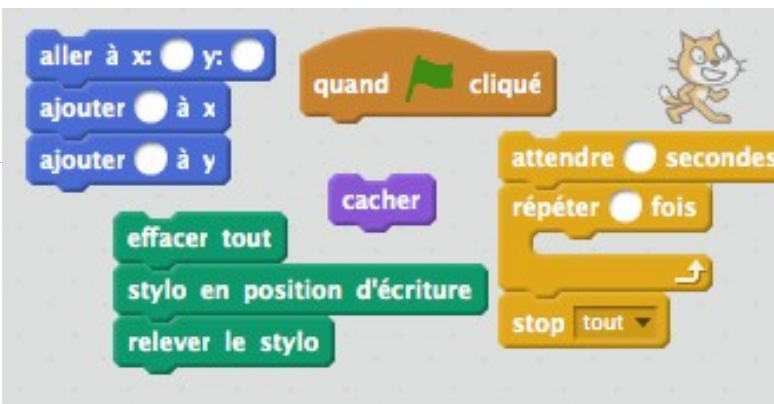 aller à x: y:
ajouter à x
ajouter à y
quand cliqué
cacher
effacer tout
stylo en position d'écriture
relever le stylo
attendre secondes
répéter fois
stop tout